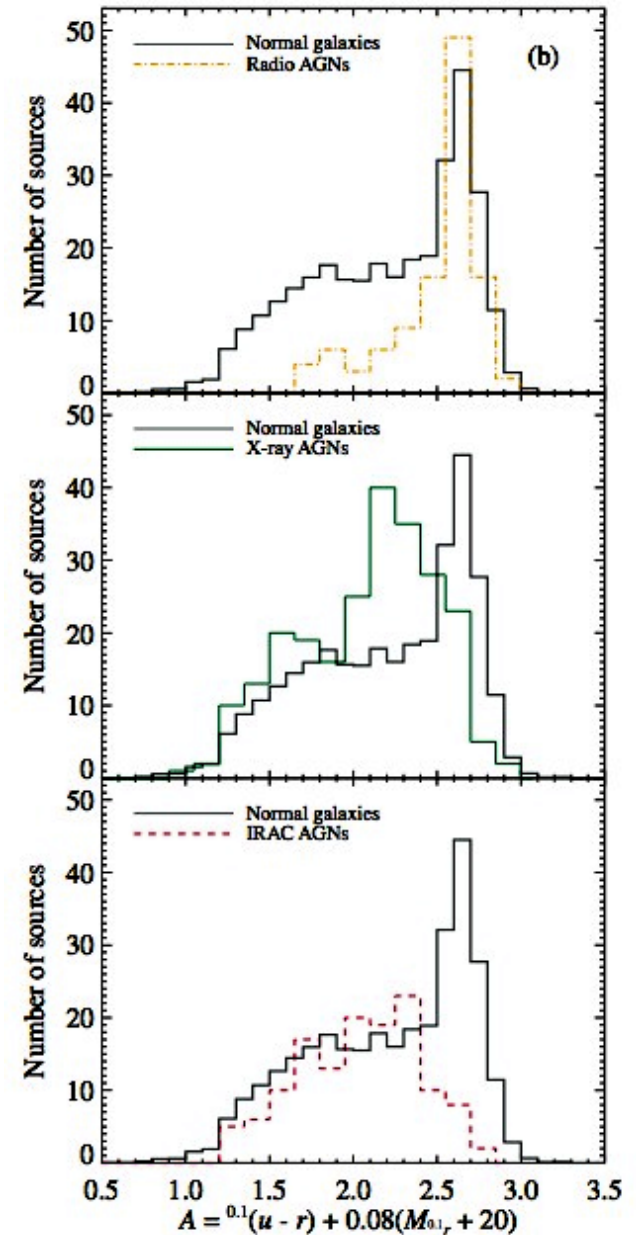 50
Normal galaxies
Radio AGNs
(b)
40
30
20
10
0
Number of sources
Normal galaxies
X-ray AGNs
40
30
20
10
0
Number of sources
Normal galaxies
IRAC AGNs
40
30
20
10
0
Number of sources
0.5 1.0 1.5 2.0 2.5 3.0 3.5
A = ⁰·¹(u - r) + 0.08(M₀.₁ᵣ + 20)